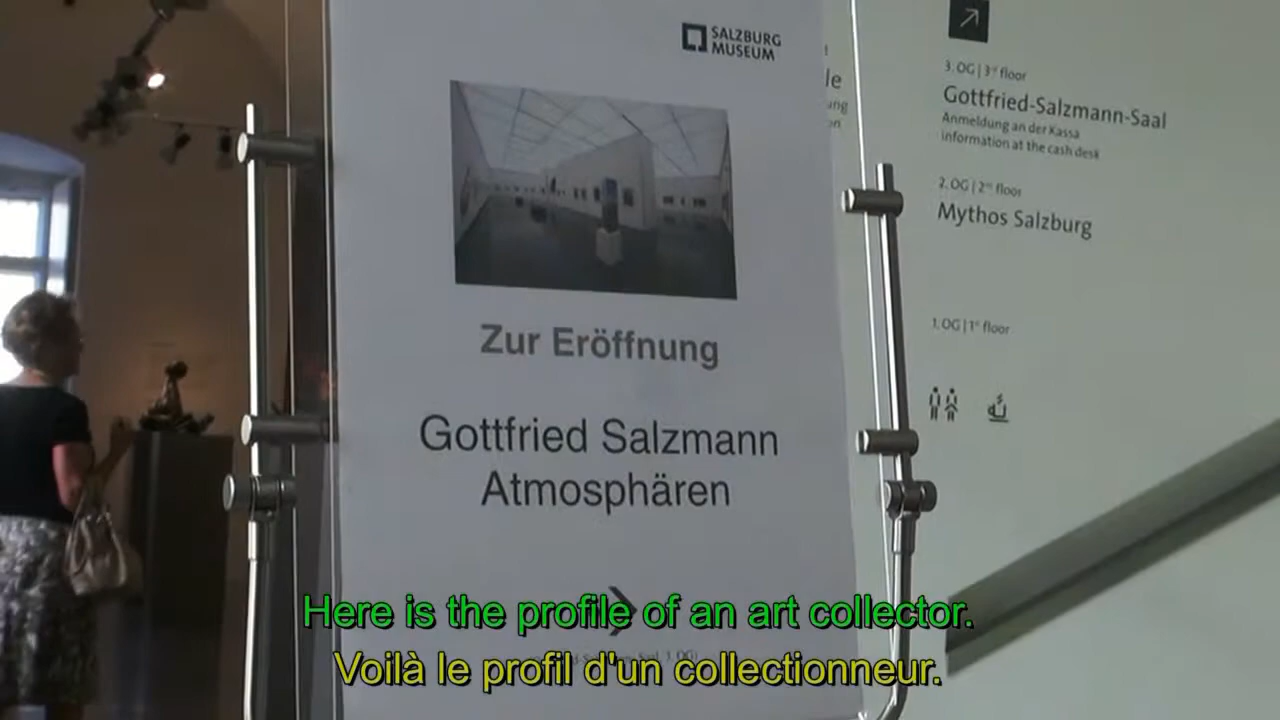 SALZBURG
MUSEUM
Zur Eröffnung
Gottfried Salzmann
Atmosphären
le
ung
3. OG | 3rd floor
Gottfried-Salzmann-Saal
Anmeldung an der Kassa
information at the cash desk
2. OG | 2nd floor
Mythos Salzburg
1. OG | 1st floor
Here is the profile of an art collector.
Voilà le profil d'un collectionneur.